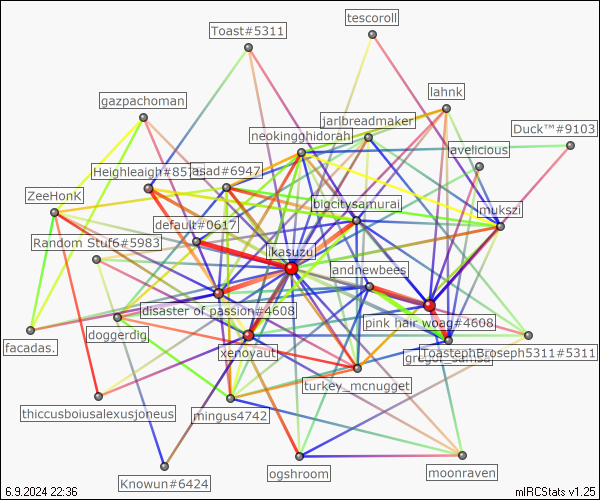 tescoroll
Toast#5311
lahnk
gazpachoman
jarlbreadmaker
Duck™#9103
neokingghidorah
avelicious
Heighleigh#857
asad#6947
ZeeHonK
bigcitysamurai
mukszi
default#0617
Random Stuf6#5983
ikasuzu
andnewbees
disaster of passion#4608
pink hair woag#4608
facadas.
doggerdig
xenoyaut
ToastephBroseph5311#5311
turkey_mcnugget
thiccusboiusalexusjoneus
mingus4742
Knowun#6424
ogshroom
moonraven
6.9.2024 22:36
mIRCStats v1.25